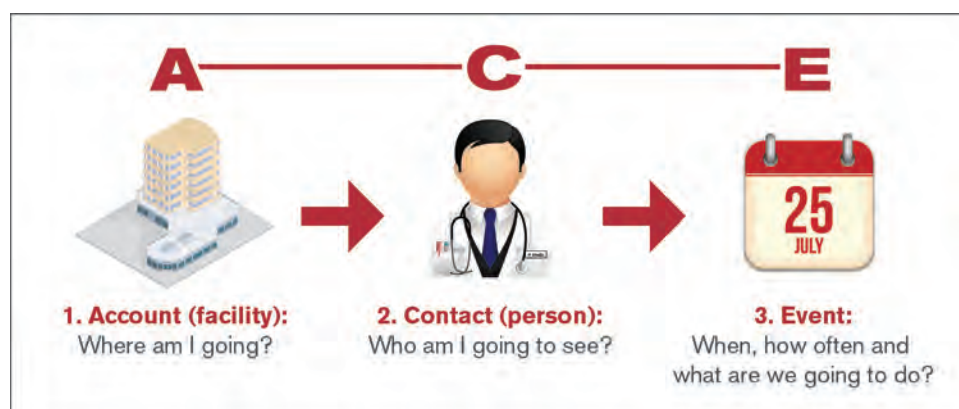 A C E
25
JULY
1. Account (facility):
Where am I going?
2. Contact (person):
Who am I going to see?
3. Event:
When, how often and
what are we going to do?